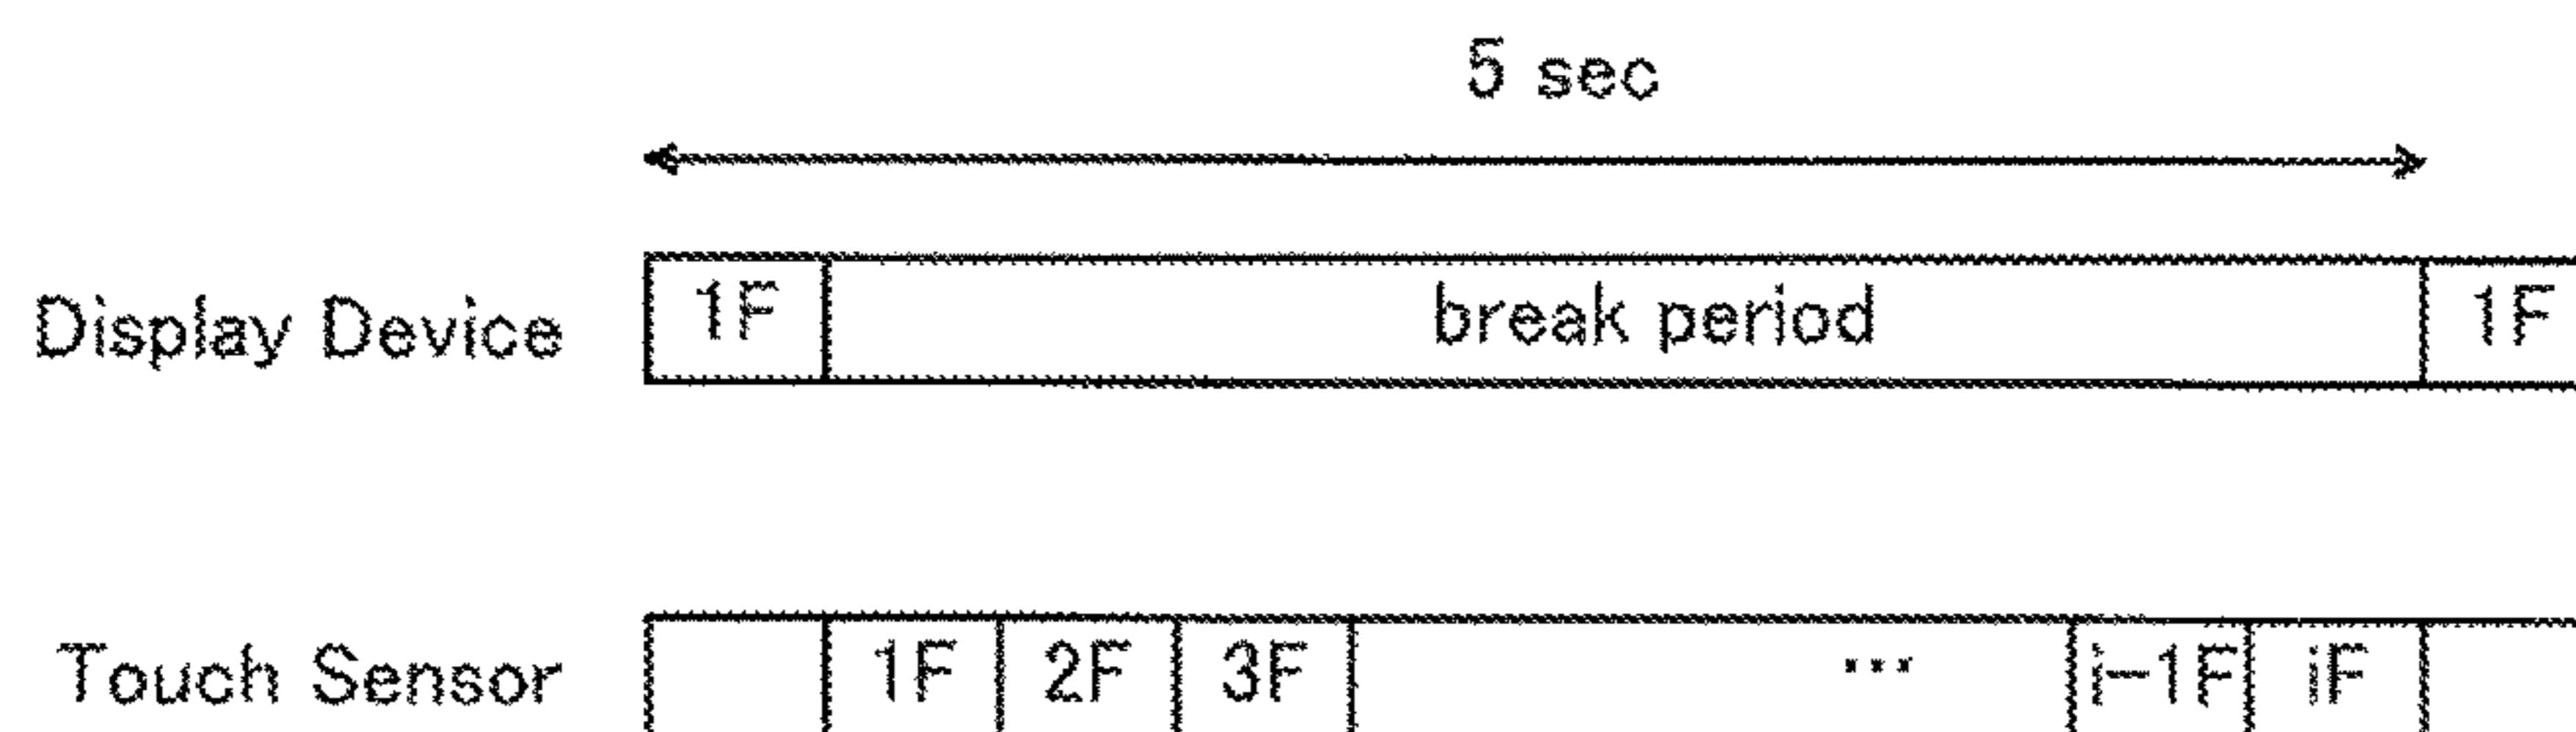 5 sec
Display Device 1F break period 1F
Touch Sensor 1F 2F 3F ... i-1F iF